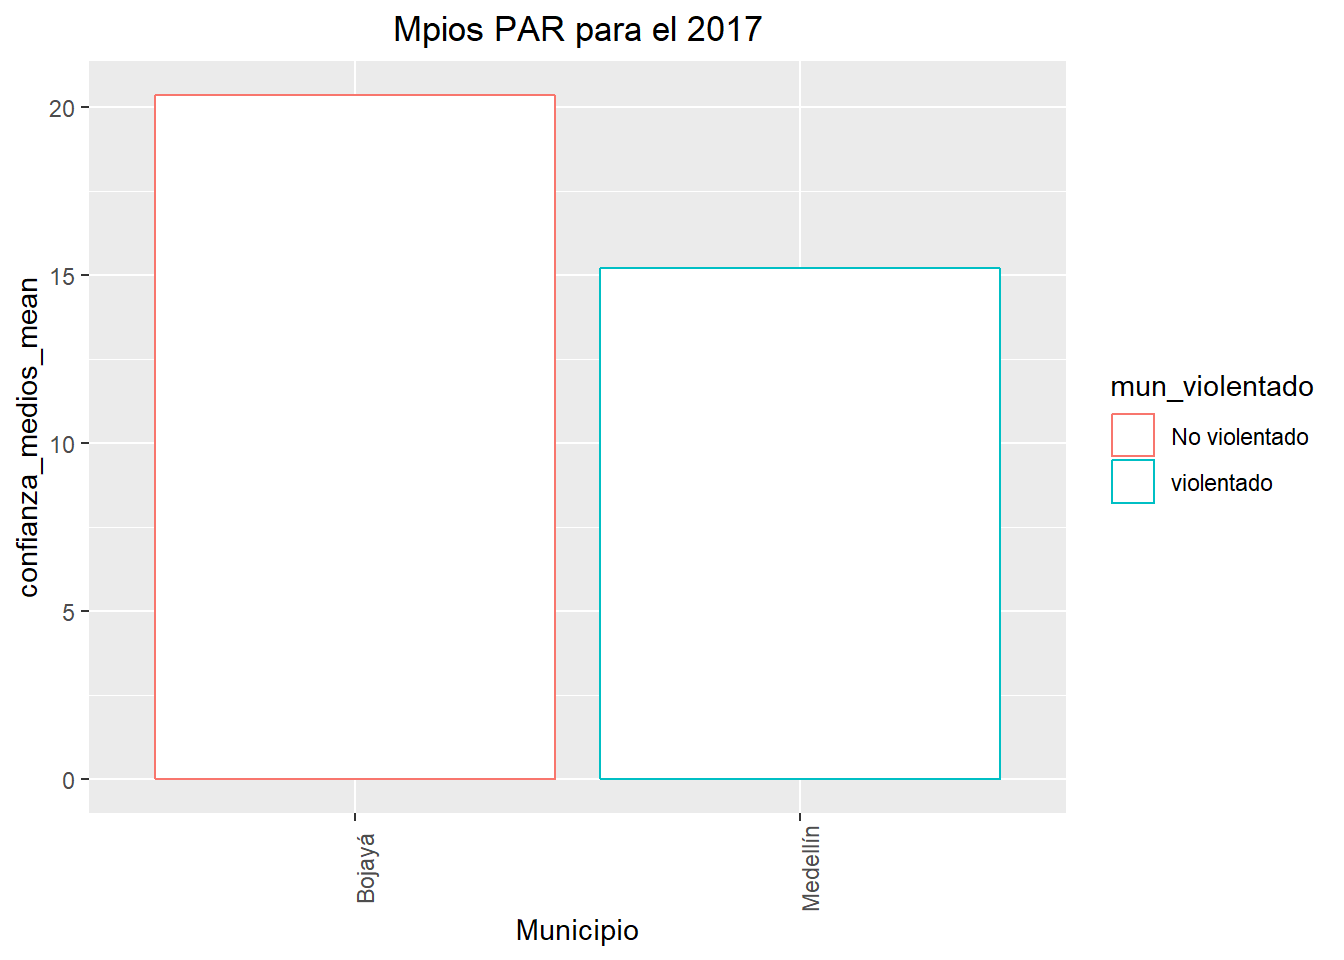 Mpios PAR para el 2017
confianza_medios_mean
20
15
10
5
0
Bojayá
Medellín
Municipio
mun_violentado
No violentado
violentado